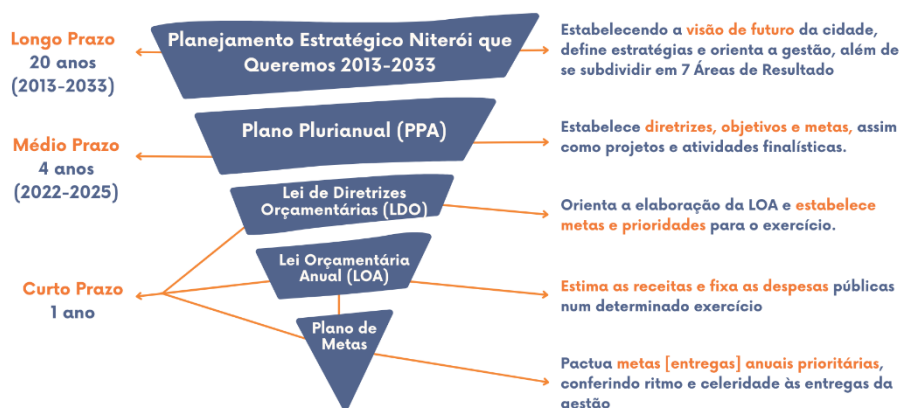 Longo Prazo
20 anos
(2013-2033)
Planejamento Estratégico Niterói que
Queremos 2013-2033
Estabelecendo a visão de futuro da cidade,
define estratégias e orienta a gestão, além de
se subdividir em 7 Áreas de Resultado
Médio Prazo
4 anos
(2022-2025)
Plano Plurianual (PPA)
Estabelece diretrizes, objetivos e metas, assim
como projetos e atividades finalísticas.
Lei de Diretrizes
Orçamentárias (LDO)
Orienta a elaboração da LOA e estabelece
metas e prioridades para o exercício.
Curto Prazo
1 ano
Lei Orçamentária
Anual (LOA)
Estima as receitas e fixa as despesas públicas
num determinado exercício
Plano de
Metas
Pactua metas [entregas] anuais prioritárias,
conferindo ritmo e celeridade às entregas da
gestão